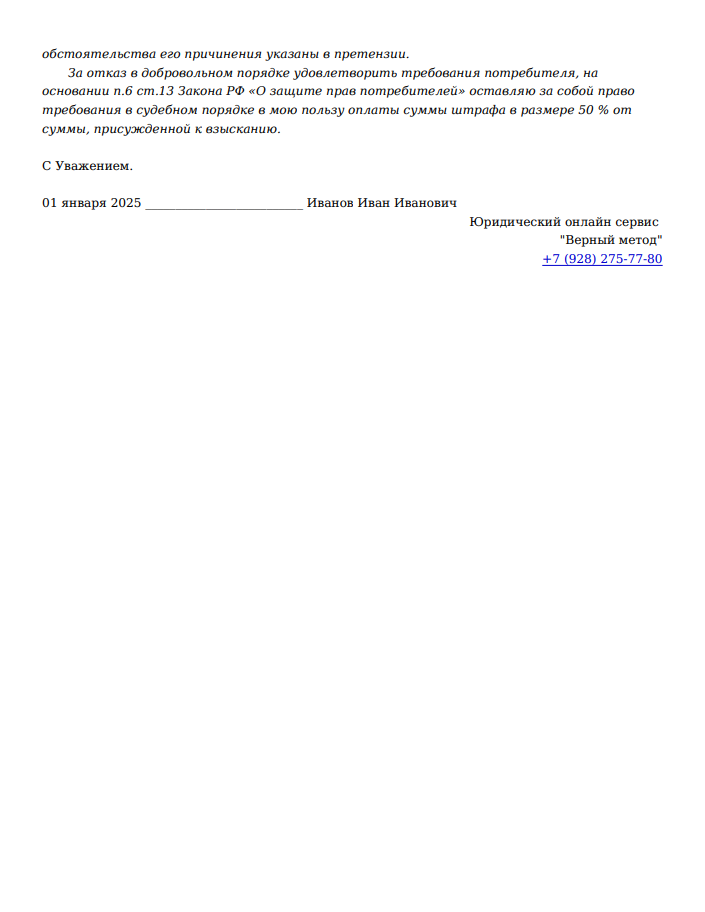 обстоятельства его причинения указаны в претензии.
За отказ в добровольном порядке удовлетворить требования потребителя, на
основании п.6 ст.13 Закона РФ «О защите прав потребителей» оставляю за собой право
требования в судебном порядке в мою пользу оплаты суммы штрафа в размере 50 % от
суммы, присужденной к взысканию.
С Уважением.
01 января 2025 __________________________ Иванов Иван Иванович
Юридический онлайн сервис
"Верный метод"
+7 (928) 275-77-80